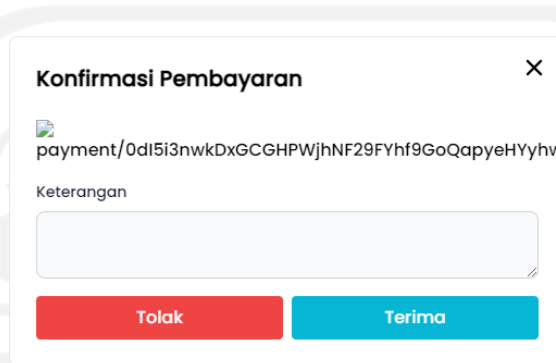 Konfirmasi Pembayaran
payment/0dI5i3nwkDxGCGHPWjhNF29FYhf9GoQapyeHYyhw
Keterangan
Tolak
Terima